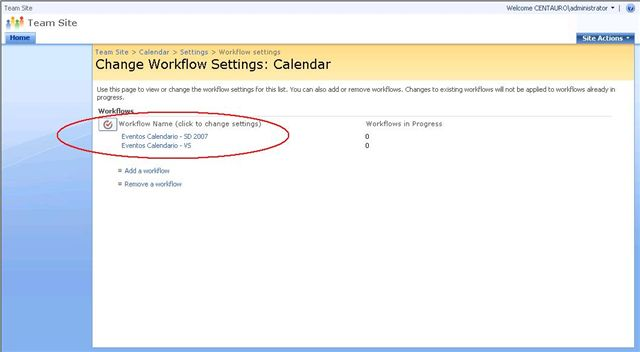 Team Site
Welcome CENTAURO\administrator
Team Site
Home
Site Actions
Team Site > Calendar > Settings > Workflow settings
Change Workflow Settings: Calendar
Use this page to view or change the workflow settings for this list. You can also add or remove workflows. Changes to existing workflows will not be applied to workflows already in
progress.
Workflows
Workflow Name (click to change settings) Workflows in Progress
Eventos Calendario - SD 2007 0
Eventos Calendario - VS 0
Add a workflow
Remove a workflow